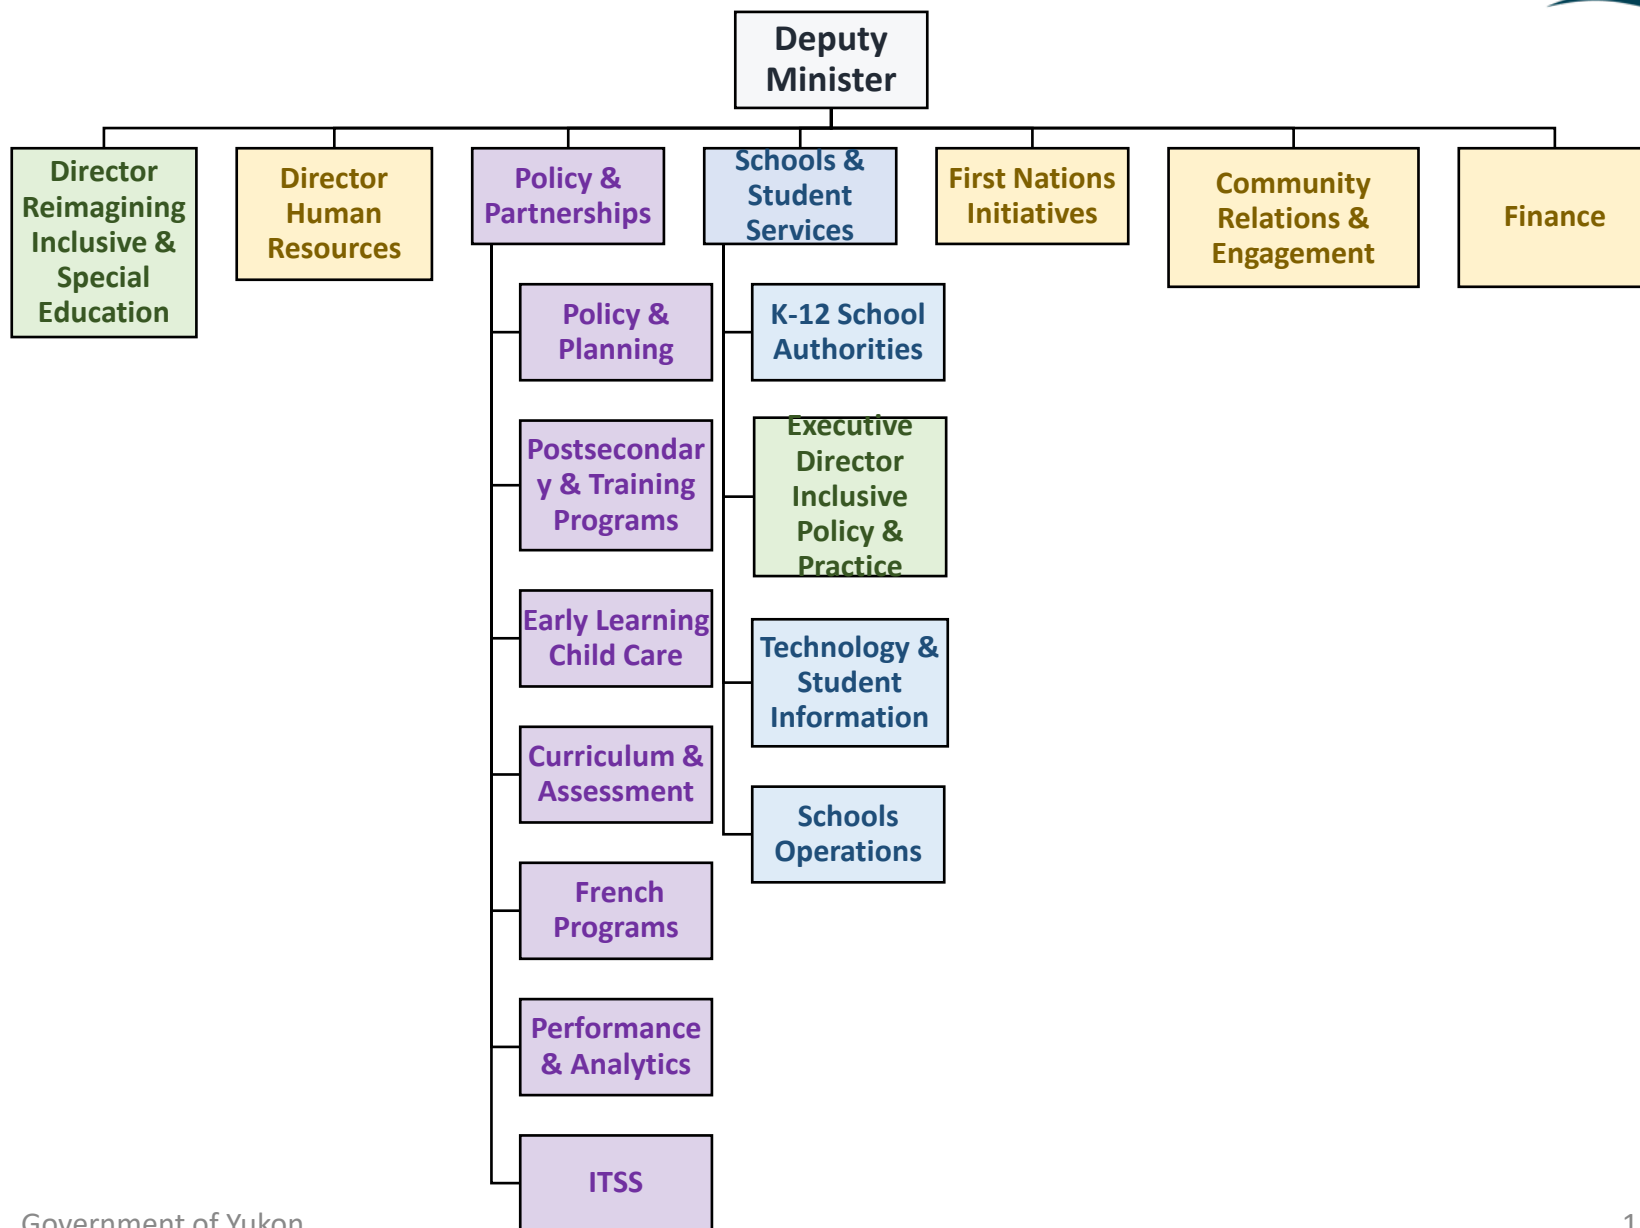 Deputy
Minister
Director
Reimagining
Inclusive &
Special
Education
Director
Human
Resources
Policy &
Partnerships
Schools &
Student
Services
First Nations
Initiatives
Community
Relations &
Engagement
Finance
Policy &
Planning
Postsecondar
y & Training
Programs
Early Learning
Child Care
Curriculum &
Assessment
French
Programs
Performance
& Analytics
ITSS
K-12 School
Authorities
Executive
Director
Inclusive
Policy &
Practice
Technology &
Student
Information
Schools
Operations
Government of Yukon
1